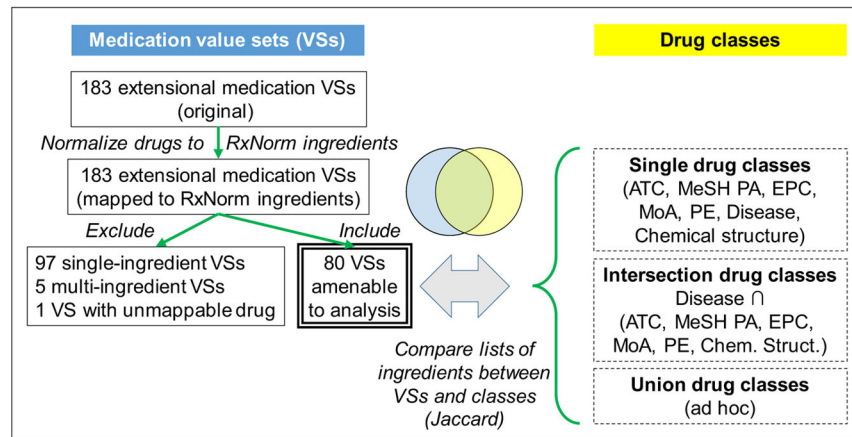 Medication value sets (VSs)
183 extensional medication VSs
(original)
Normalize drugs to RxNorm ingredients
183 extensional medication VSs
(mapped to RxNorm ingredients)
Exclude
Include
97 single-ingredient VSs
5 multi-ingredient VSs
1 VS with unmappable drug
80 VSs
amenable
to analysis
Compare lists of
ingredients between
VSs and classes
(Jaccard)
Drug classes
Single drug classes
(ATC, MeSH PA, EPC,
MoA, PE, Disease,
Chemical structure)
Intersection drug classes
Disease ∩
(ATC, MeSH PA, EPC,
MoA, PE, Chem. Struct.)
Union drug classes
(ad hoc)